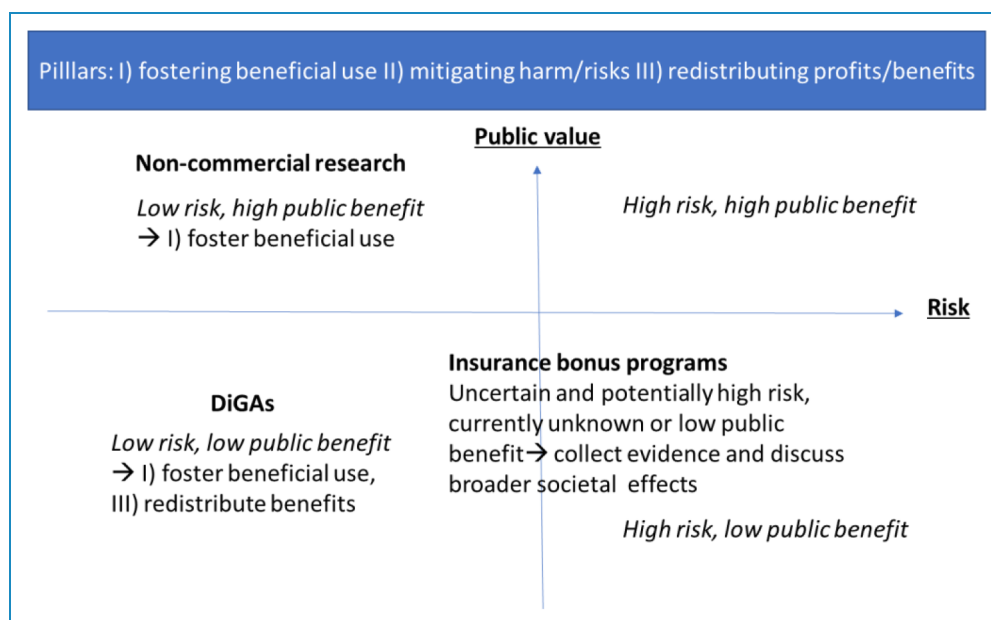 Pilllars: I) fostering beneficial use II) mitigating harm/risks III) redistributing profits/benefits
Public value
Non-commercial research
Low risk, high public benefit
→ I) foster beneficial use
High risk, high public benefit
Risk
DiGAs
Low risk, low public benefit
→ I) foster beneficial use,
III) redistribute benefits
Insurance bonus programs
Uncertain and potentially high risk,
currently unknown or low public
benefit→ collect evidence and discuss
broader societal effects
High risk, low public benefit